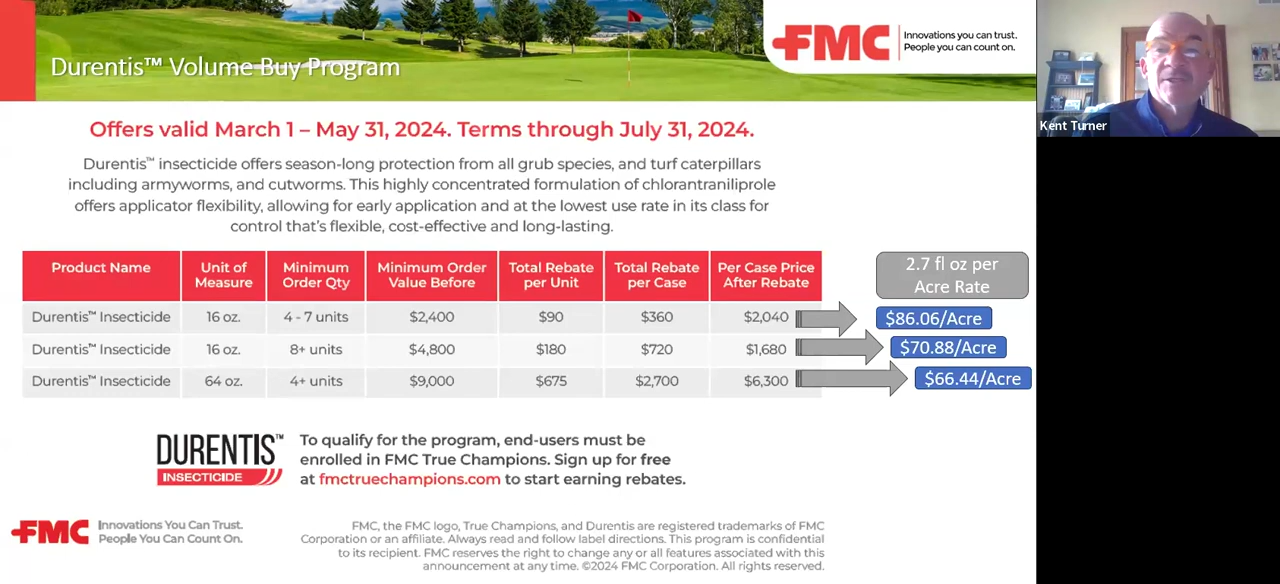 Durentis™ Volume Buy Program
FMC
Innovations you can trust.
People you can count on.
Kent Turner
Offers valid March 1 – May 31, 2024. Terms through July 31, 2024.
Durentis™ insecticide offers season-long protection from all grub species, and turf caterpillars
including armyworms, and cutworms. This highly concentrated formulation of chlorantraniliprole
offers applicator flexibility, allowing for early application and at the lowest use rate in its class for
control that's flexible, cost-effective and long-lasting.
Product Name Unit of Measure Minimum Order Qty Minimum Order Value Before Total Rebate per Unit Total Rebate per Case Per Case Price After Rebate
2.7 fl oz per
Acre Rate
Durentis™ Insecticide 16 oz. 4 - 7 units $2,400 $90 $360 $2,040 $86.06/Acre
Durentis™ Insecticide 16 oz. 8+ units $4,800 $180 $720 $1,680 $70.88/Acre
Durentis™ Insecticide 64 oz. 4+ units $9,000 $675 $2,700 $6,300 $66.44/Acre
DURENTIS™
INSECTICIDE
To qualify for the program, end-users must be
enrolled in FMC True Champions. Sign up for free
at fmctruechampions.com to start earning rebates.
FMC
Innovations You Can Trust.
People You Can Count On.
FMC, the FMC logo, True Champions, and Durentis are registered trademarks of FMC
Corporation or an affiliate. Always read and follow label directions. This program is confidential
to its recipient. FMC reserves the right to change any or all features associated with this
announcement at any time. ©2024 FMC Corporation. All rights reserved.